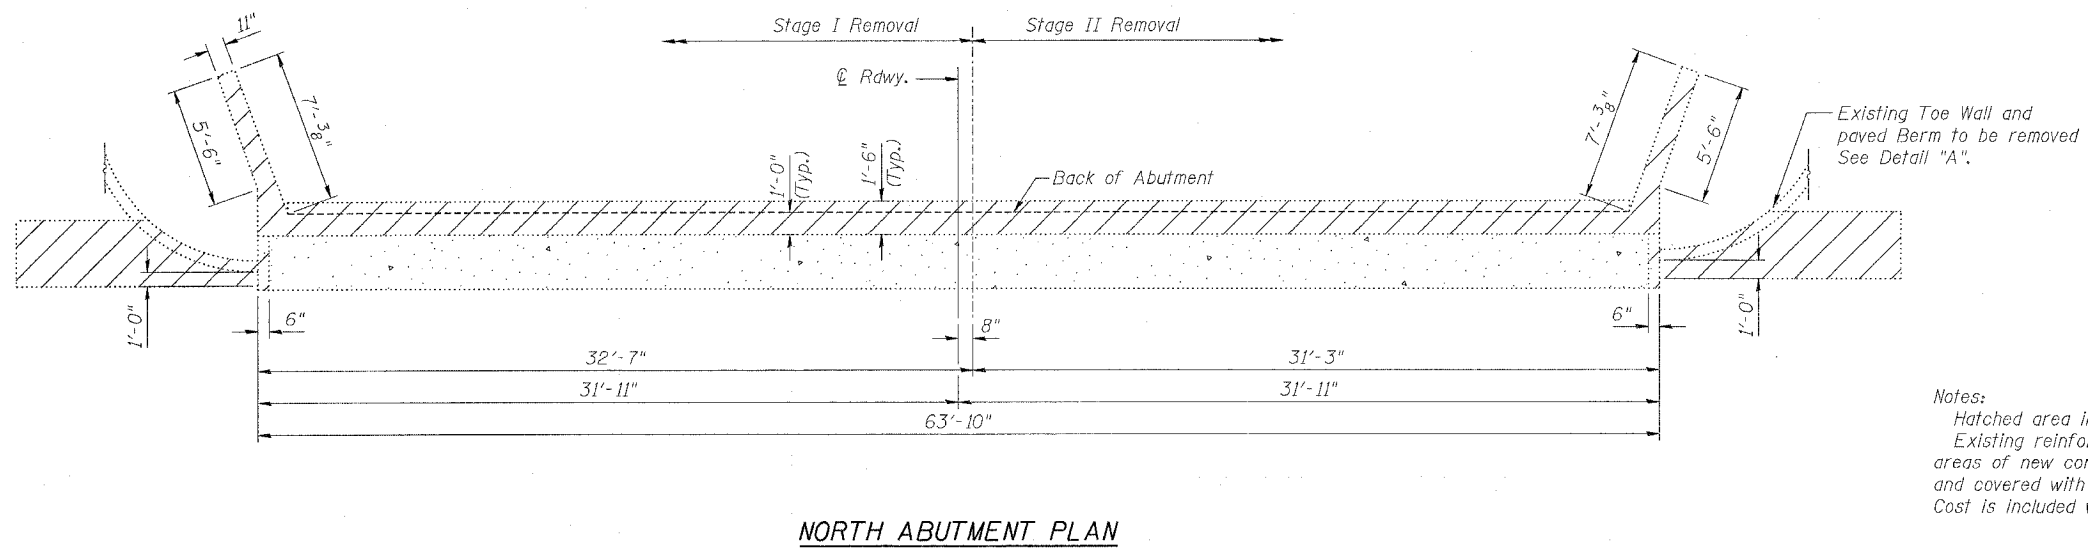 Stage I Removal
Stage II Removal
℄ Rdwy.
11"
7'-3⅜"
5'-6"
1'-0"
(Typ.)
1'-6"
(Typ.)
Back of Abutment
7'-3⅜"
5'-6"
Existing Toe Wall and
paved Berm to be removed
See Detail "A".
1'-0"
6"
8"
6"
1'-0"
32'-7"
31'-3"
31'-11"
31'-11"
63'-10"
Notes:
Hatched area
Existing
areas of new
and covered with
Cost is included
NORTH ABUTMENT PLAN